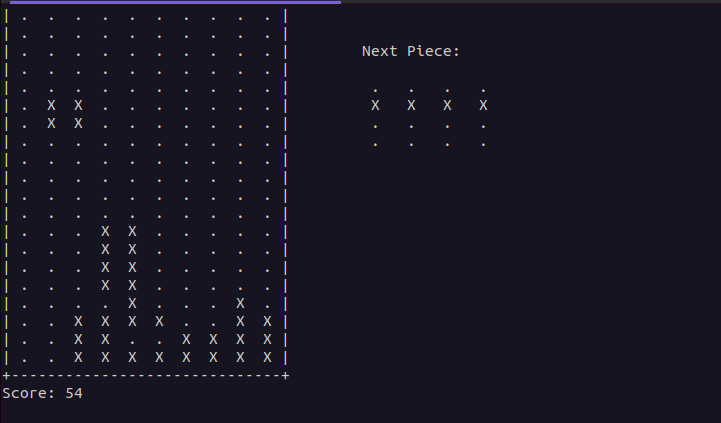 | . . . . . . . . . . |
| . . . . . . . . . . |
| . . . . . . . . . . | Next Piece:
| . . . . . . . . . . |
| . . . . . . . . . . | . . . .
| . X X . . . . . . . | X X X X
| . X X . . . . . . . | . . . .
| . . . . . . . . . . | . . . .
| . . . . . . . . . . |
| . . . . . . . . . . |
| . . . . . . . . . . |
| . . . . . . . . . . |
| . . . X X . . . . . |
| . . . X X . . . . . |
| . . . X X . . . . . |
| . . . X X . . . . . |
| . . . . X . . . X . |
| . . X X X X . . X X |
| . . X X . . X X X X |
| . . X X X X X X X X |
+------------------------------+
Score: 54